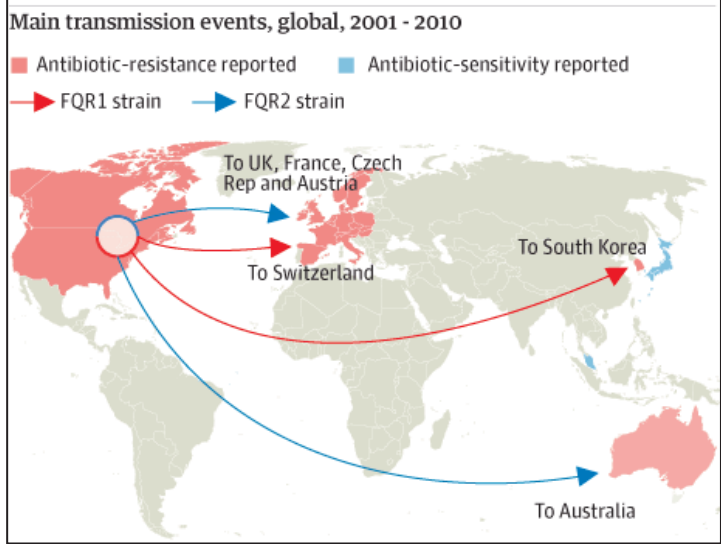 Main transmission events, global, 2001 - 2010
Antibiotic-resistance reported
Antibiotic-sensitivity reported
FQR1 strain
FQR2 strain
To UK, France, Czech
Rep and Austria
To Switzerland
To South Korea
To Australia